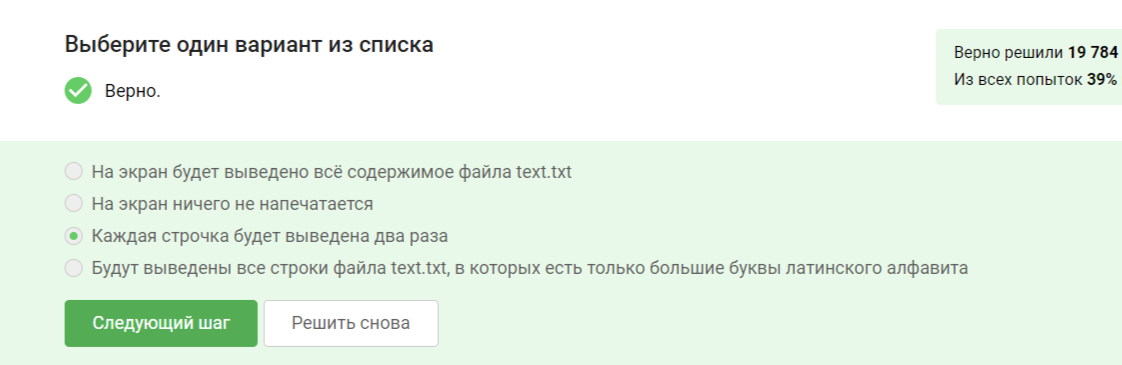 Выберите один вариант из списка
Верно решили 19 784
Верно.
Из всех попыток 39%
На экран будет выведено всё содержимое файла text.txt
На экран ничего не напечатается
Каждая строчка будет выведена два раза
Будут выведены все строки файла text.txt, в которых есть только большие буквы латинского алфавита
Следующий шаг
Решить снова